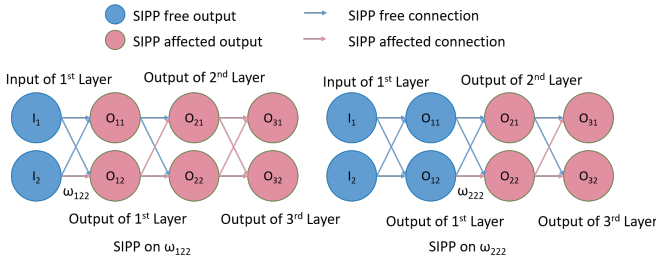 SIPP free output
SIPP free connection
SIPP affected output
SIPP affected connection
Input of 1st Layer
Output of 2nd Layer
I1
O11
O21
O31
I2
O12
O22
O32
ω122
Output of 1st Layer
Output of 3rd Layer
SIPP on ω122
Input of 1st Layer
Output of 2nd Layer
I1
O11
O21
O31
I2
O12
O22
O32
ω222
Output of 1st Layer
Output of 3rd Layer
SIPP on ω222